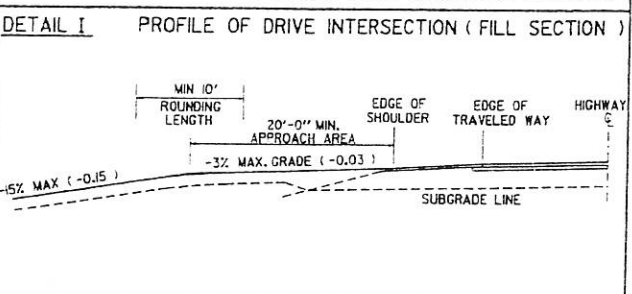 DETAIL I PROFILE OF DRIVE INTERSECTION ( FILL SECTION )
MIN 10'
ROUNDING
LENGTH
20'-0" MIN.
APPROACH AREA
EDGE OF
SHOULDER
EDGE OF
TRAVELED WAY
HIGHWAY
℄
-3% MAX. GRADE ( -0.03 )
-15% MAX ( -0.15 )
SUBGRADE LINE